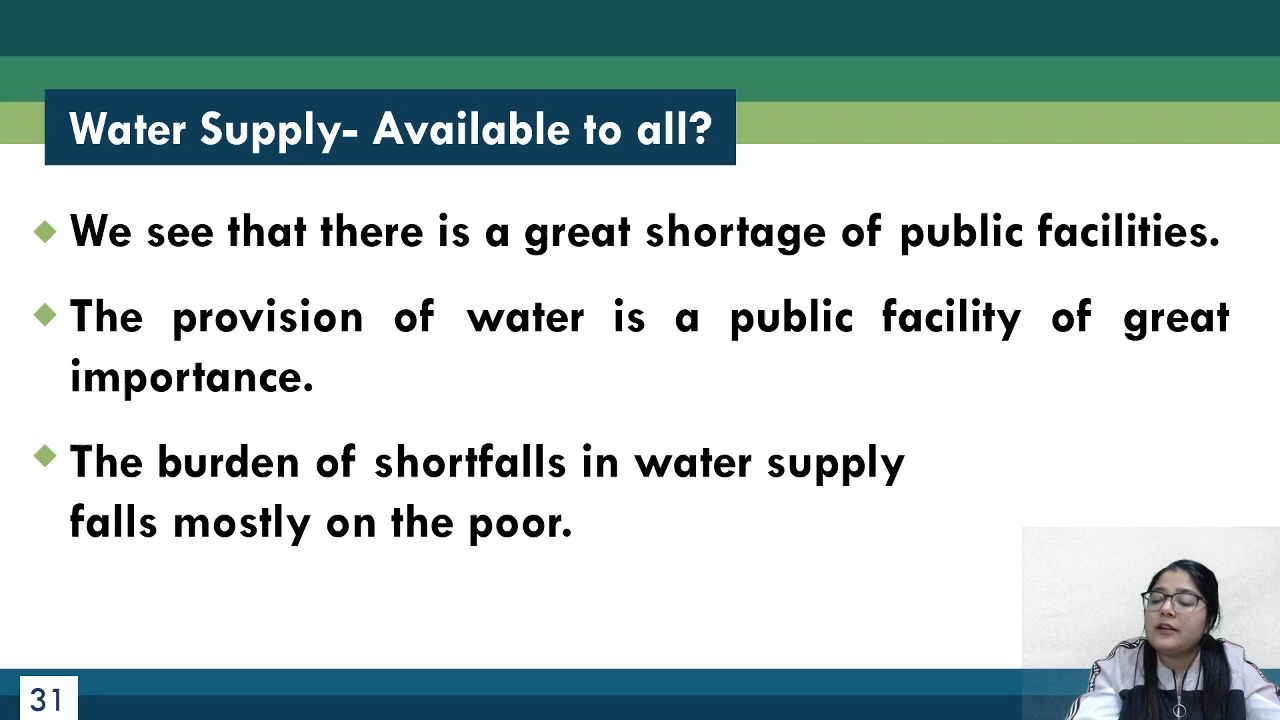 Water Supply- Available to all?
We see that there is a great shortage of public facilities.
The provision of water is a public facility of great
importance.
The burden of shortfalls in water supply
falls mostly on the poor.
31